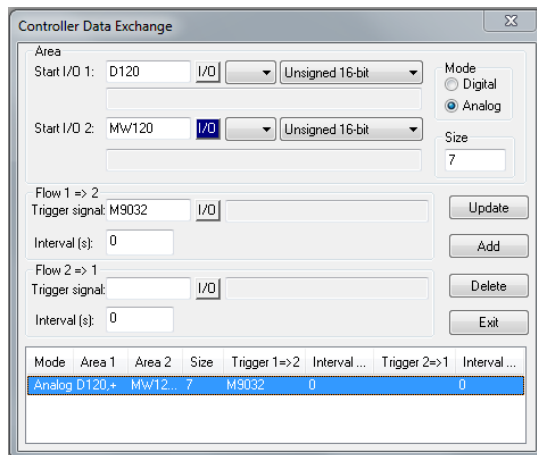 Controller Data Exchange
Area
Start I/O 1: D120 I/O Unsigned 16-bit
Mode
Digital
Analog
Start I/O 2: MW120 I/O Unsigned 16-bit
Size
7
Flow 1 => 2
Trigger signal: M9032 I/O
Interval (s): 0
Flow 2 => 1
Trigger signal: I/O
Interval (s): 0
Update
Add
Delete
Exit
Mode Area 1 Area 2 Size Trigger 1=>2 Interval ... Trigger 2=>1 Interval ...
Analog D120,+ MW12... 7 M9032 0 0